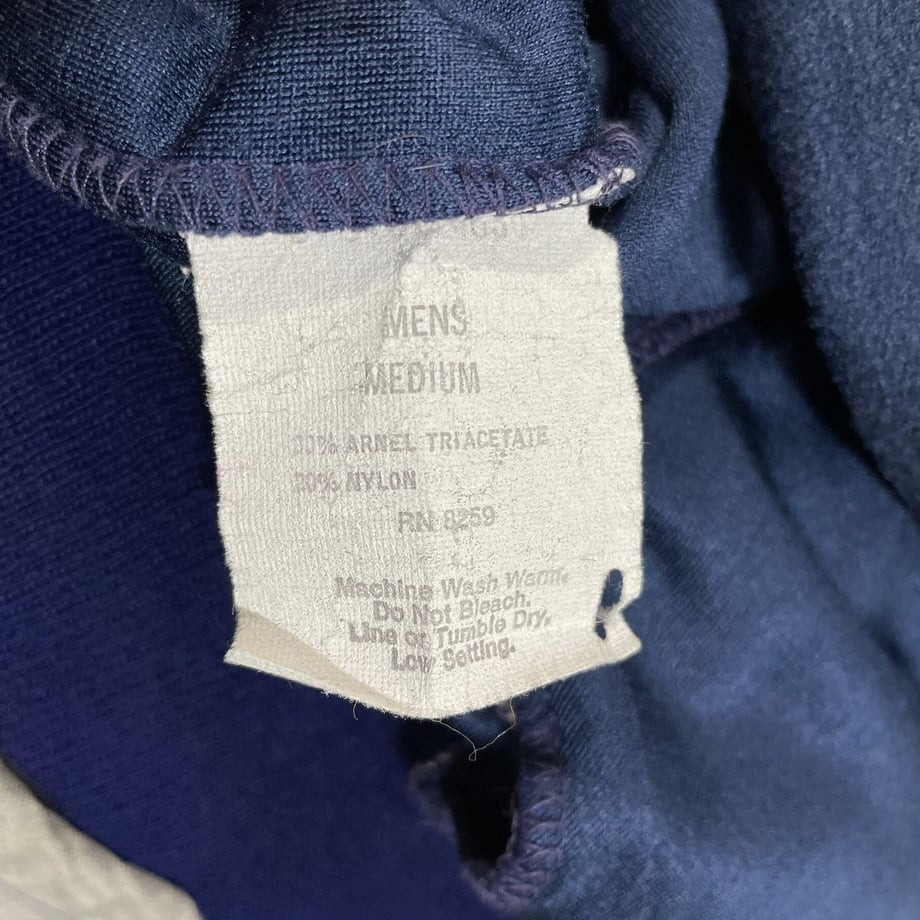 MENS
MEDIUM
ARNEL TRIACETATE
NYLON
RN 8259
Machine Wash Warm.
Do Not Bleach.
Line or Tumble Dry,
Low Setting.